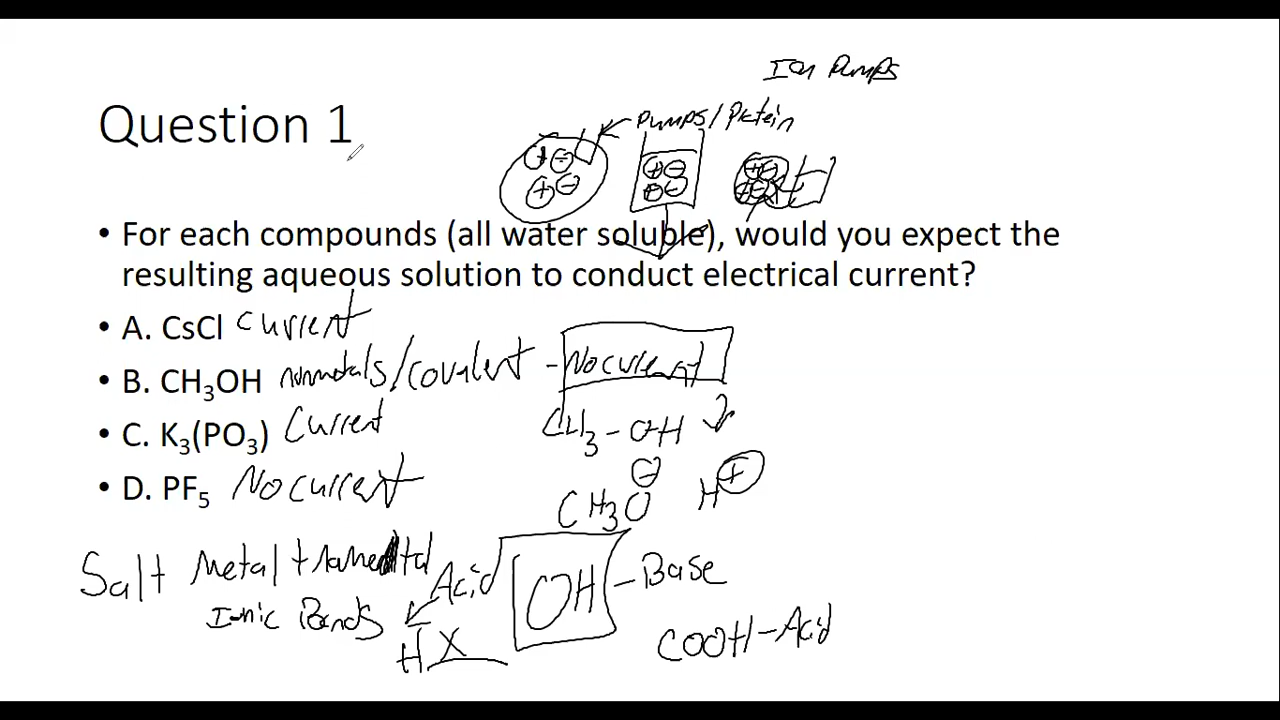 Ion Pumps
Question 1
Pumps/Protein
+ - + -
+ - + -
• For each compounds (all water soluble), would you expect the
resulting aqueous solution to conduct electrical current?
• A. CsCl Current
• B. CH3OH nonmetals/covalent - No current
• C. K3(PO3) Current
CH3 - OH
• D. PF5 No current
CH3O - H +
Salt Metal +
Ionic Bonds
Acid
HX
OH - Base
COOH - Acid